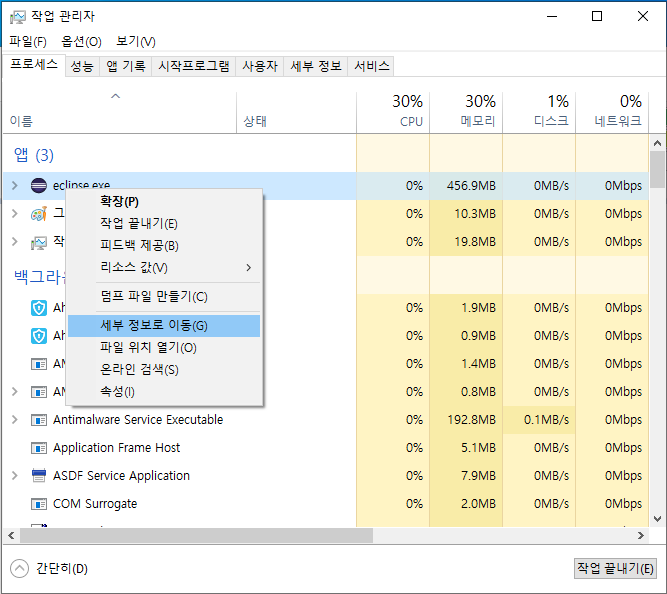 작업 관리자
파일(F) 옵션(O) 보기(V)
프로세스 성능 앱 기록 시작프로그램 사용자 세부 정보 서비스
30% 30% 1% 0%
이름 상태 CPU 메모리 디스크 네트워크
앱 (3)
eclipse.exe 0% 456.9MB 0MB/s 0Mbps
그 0% 10.3MB 0MB/s 0Mbps
작 0% 19.8MB 0MB/s 0Mbps
백그라운
Ah 0% 1.9MB 0MB/s 0Mbps
Ah 0% 0.9MB 0MB/s 0Mbps
AM 0% 1.4MB 0MB/s 0Mbps
AM 0% 0.8MB 0MB/s 0Mbps
Antimalware Service Executable 0% 192.8MB 0.1MB/s 0Mbps
Application Frame Host 0% 5.1MB 0MB/s 0Mbps
ASDF Service Application 0% 7.9MB 0MB/s 0Mbps
COM Surrogate 0% 2.0MB 0MB/s 0Mbps
확장(P)
작업 끝내기(E)
피드백 제공(B)
리소스 값(V)
덤프 파일 만들기(C)
세부 정보로 이동(G)
파일 위치 열기(O)
온라인 검색(S)
속성(I)
간단히(D) 작업 끝내기(E)